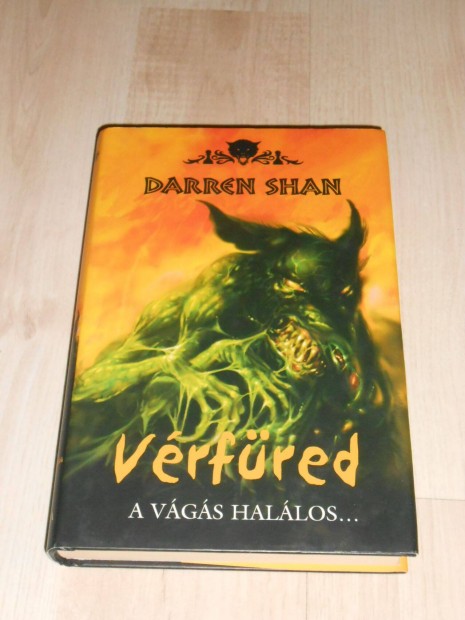 DARREN SHAN
Vérfüred
A VÁGÁS HALÁLOS...